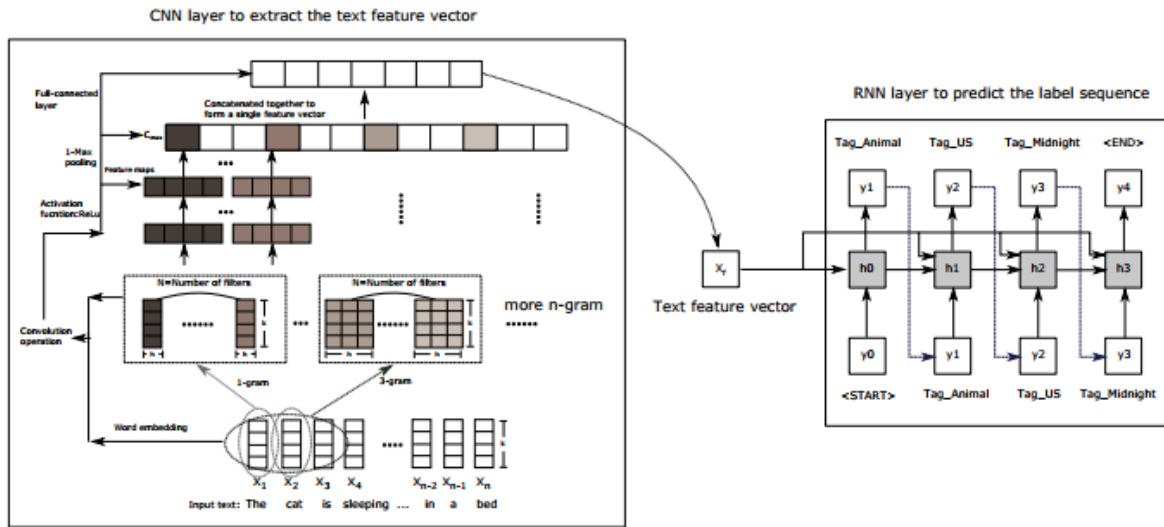 CNN layer to extract the text feature vector
Full-connected
layer
Concatenated together to
form a single feature vector
Cmax
1-Max
pooling
Feature maps
...
Activation
fucntion:ReLu
...
N=Number of filters
N=Number of filters
k
k
......
...
......
more n-gram
......
h
h
h
h
Convolution
operation
1-gram
3-gram
Word embedding
....
k
X1 X2 X3 X4 Xn-2 Xn-1 Xn
Input text: The cat is sleeping ... in a bed
Xr
Text feature vector
RNN layer to predict the label sequence
Tag_Animal Tag_US Tag_Midnight <END>
y1 y2 y3 y4
h0 h1 h2 h3
y0 y1 y2 y3
<START> Tag_Animal Tag_US Tag_Midnight